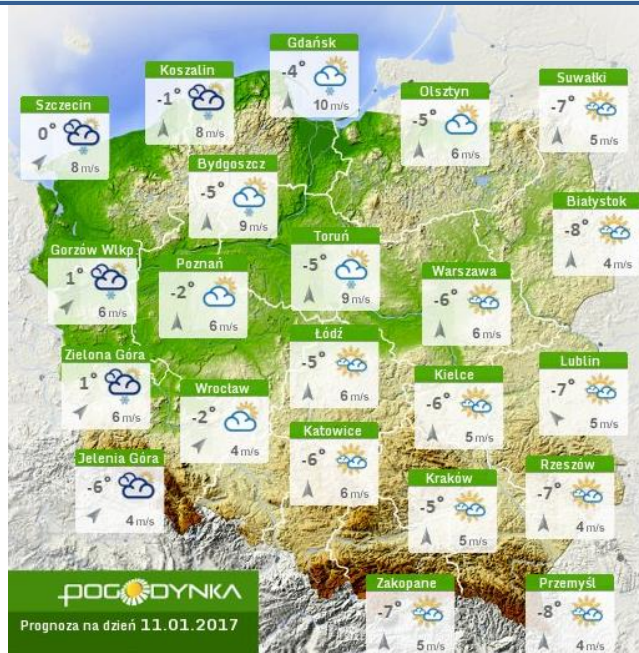 Gdańsk
-4°
10 m/s
Koszalin
-1°
8 m/s
Suwałki
-7°
5 m/s
Olsztyn
-5°
6 m/s
Szczecin
0°
8 m/s
Bydgoszcz
-5°
9 m/s
Białystok
-8°
4 m/s
Toruń
-5°
9 m/s
Gorzów Wlkp
1°
6 m/s
Poznań
-2°
6 m/s
Warszawa
-6°
6 m/s
Łódź
-5°
6 m/s
Zielona Góra
1°
6 m/s
Lublin
-7°
5 m/s
Kielce
-6°
5 m/s
Wrocław
-2°
4 m/s
Katowice
-6°
6 m/s
Jelenia Góra
-6°
4 m/s
Rzeszów
-7°
4 m/s
Kraków
-5°
5 m/s
Zakopane
-7°
5 m/s
Przemyśl
-8°
4 m/s
POGODYNKA
Prognoza na dzień 11.01.2017